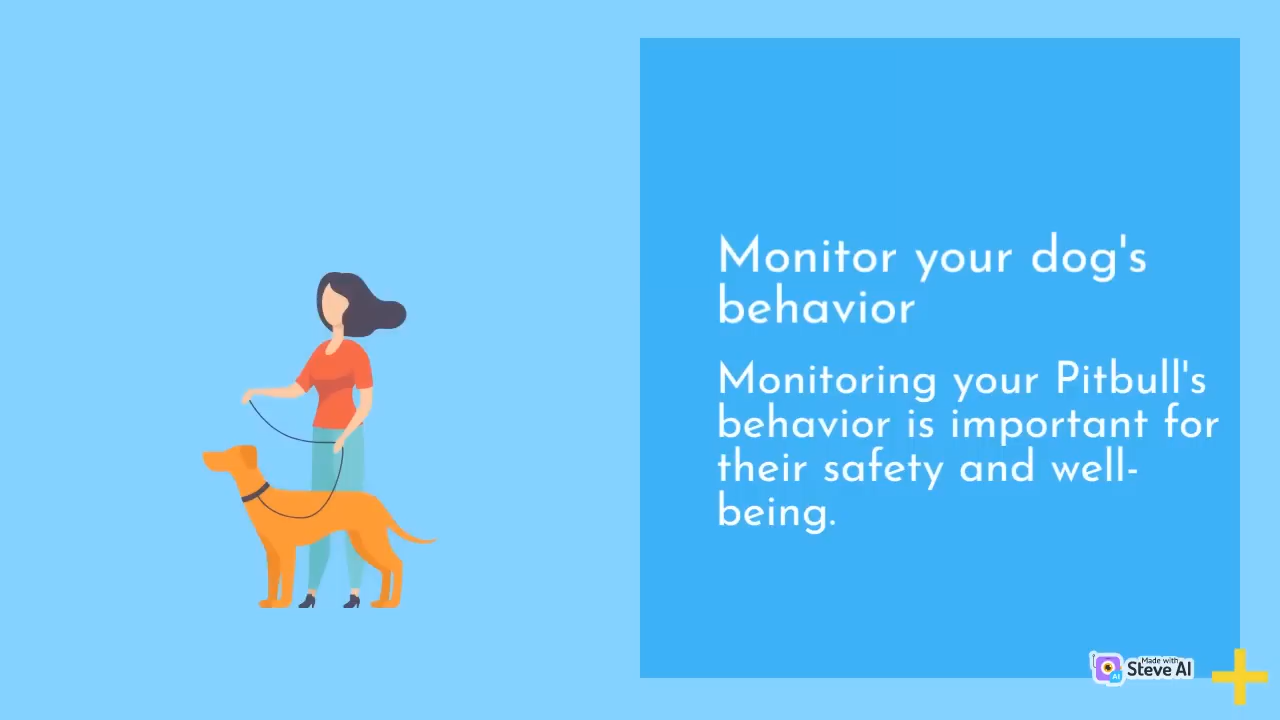 Monitor your dog's
behavior
Monitoring your Pitbull's
behavior is important for
their safety and well-
being.
Made with
Steve AI
AI